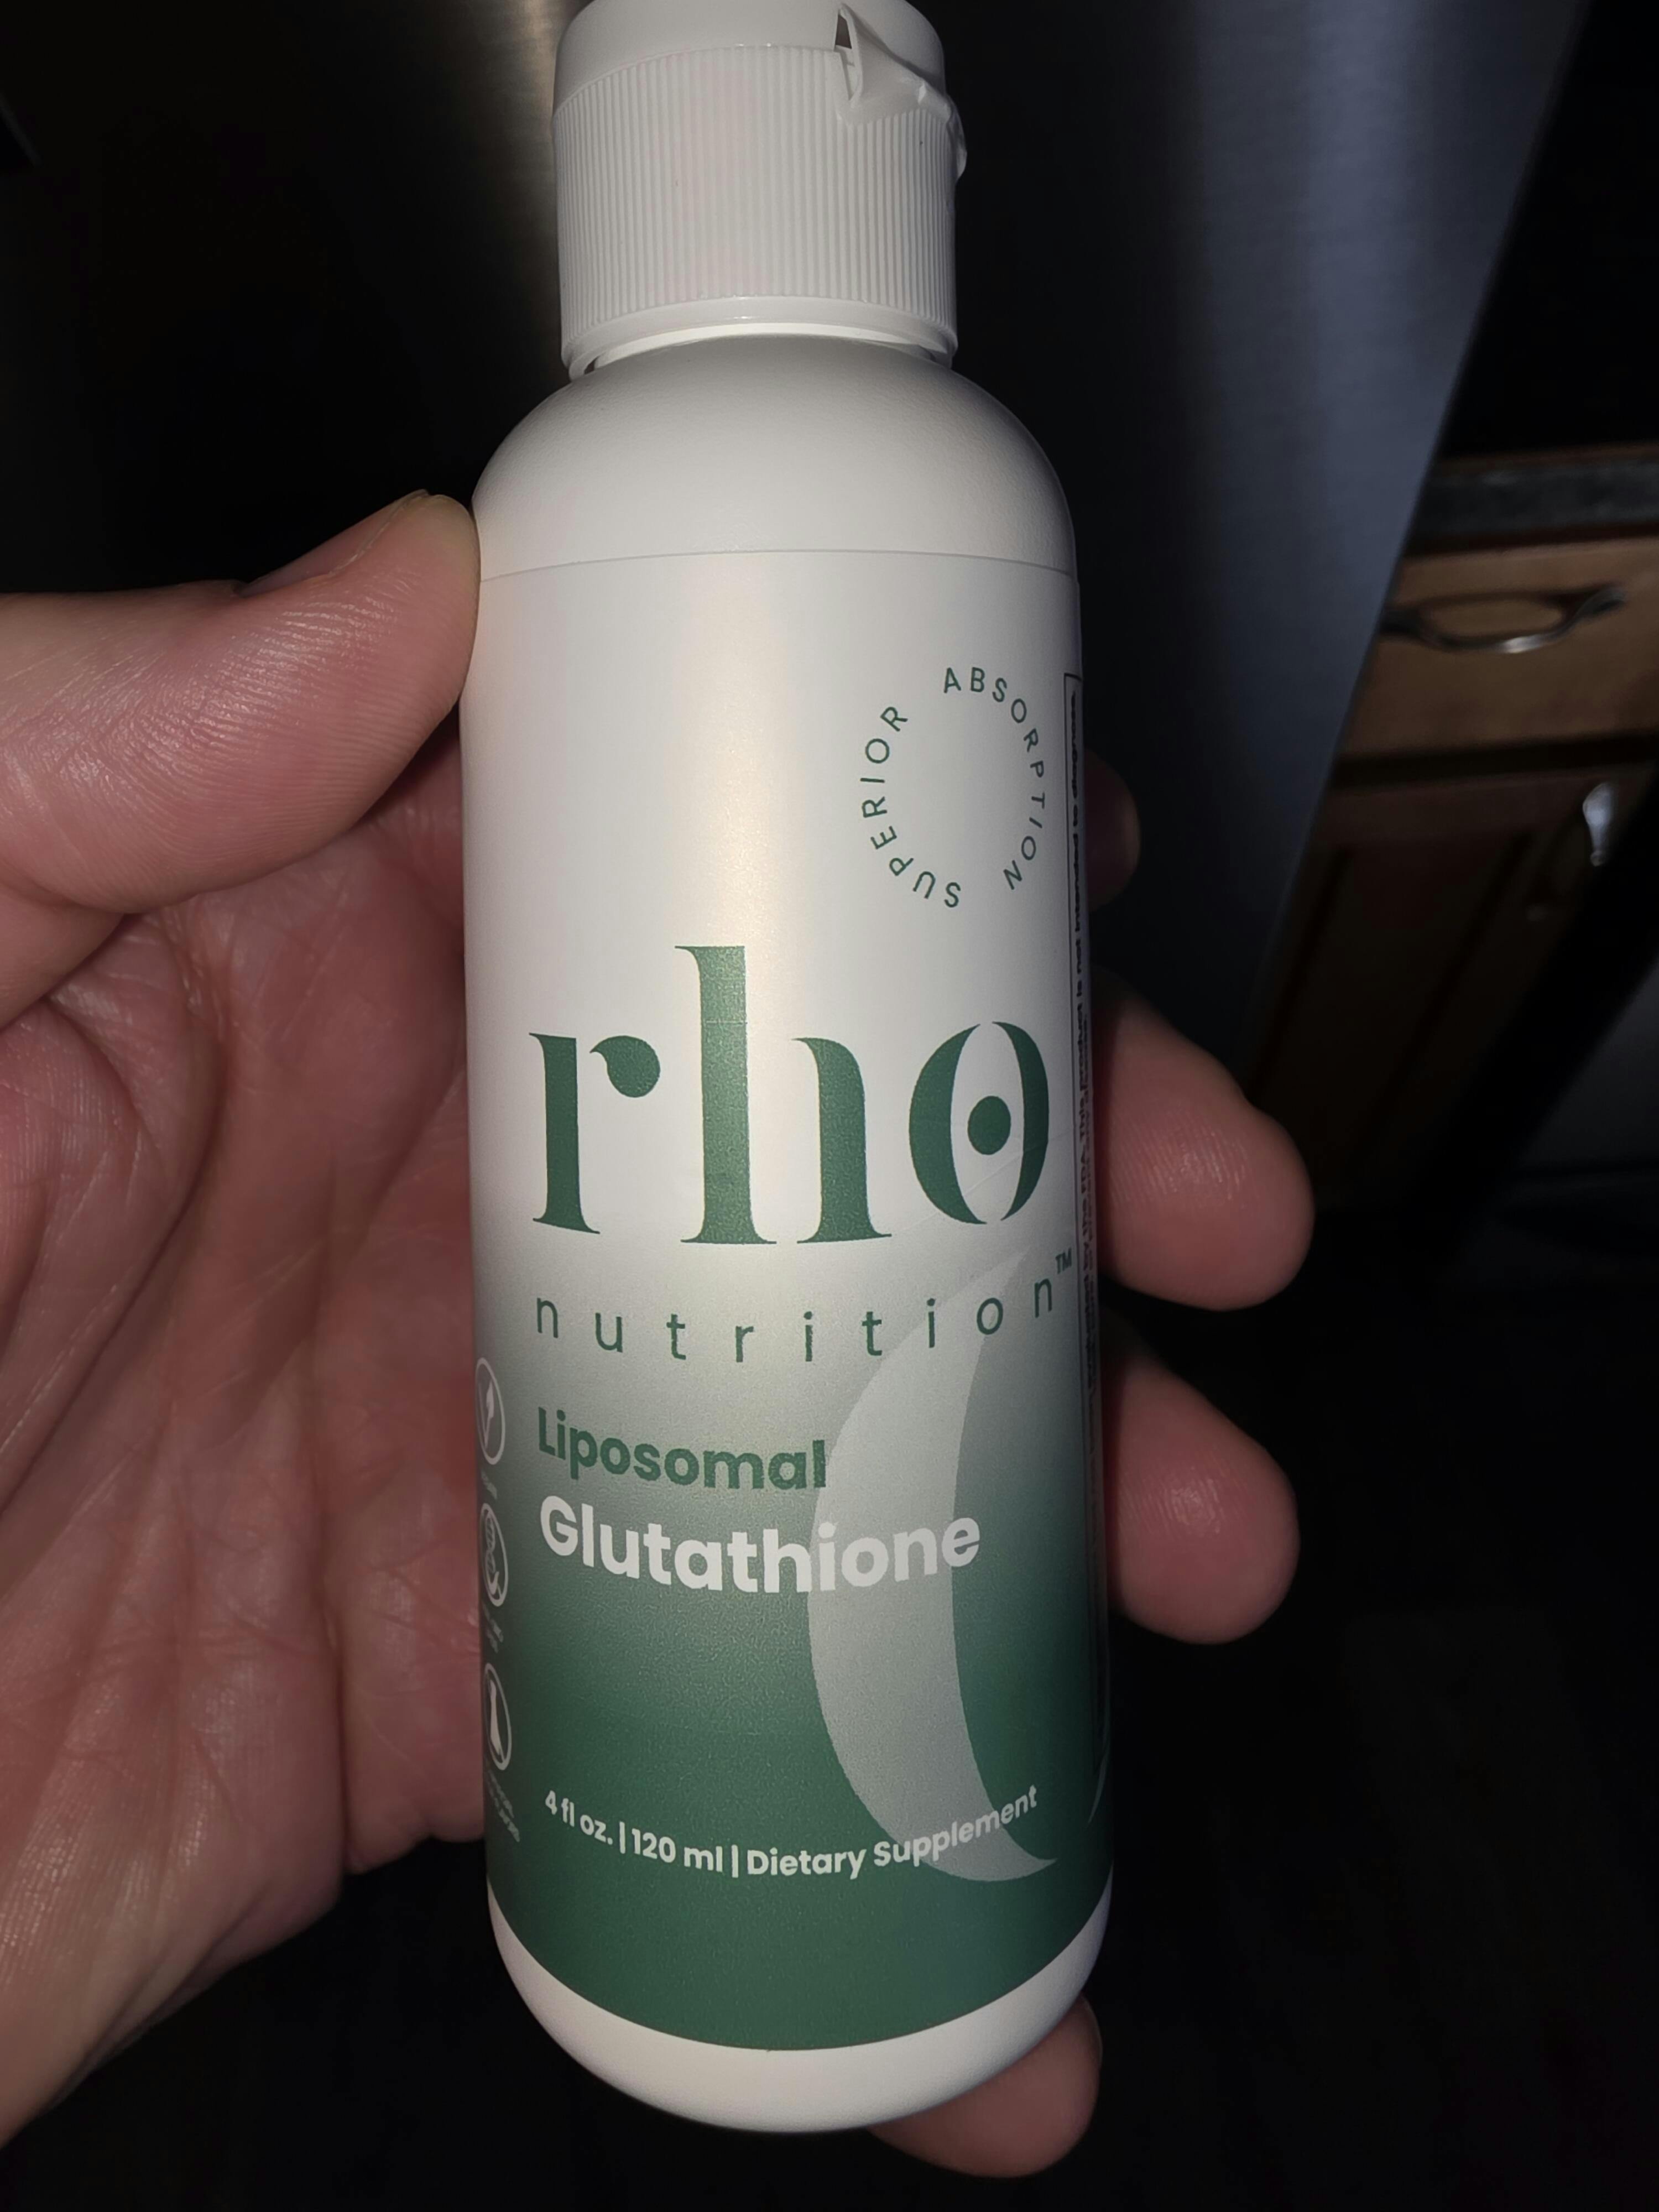 SUPERIOR ABSORPTION
rho
nutrition™
Liposomal
Glutathione
4 fl oz. | 120 ml | Dietary Supplement